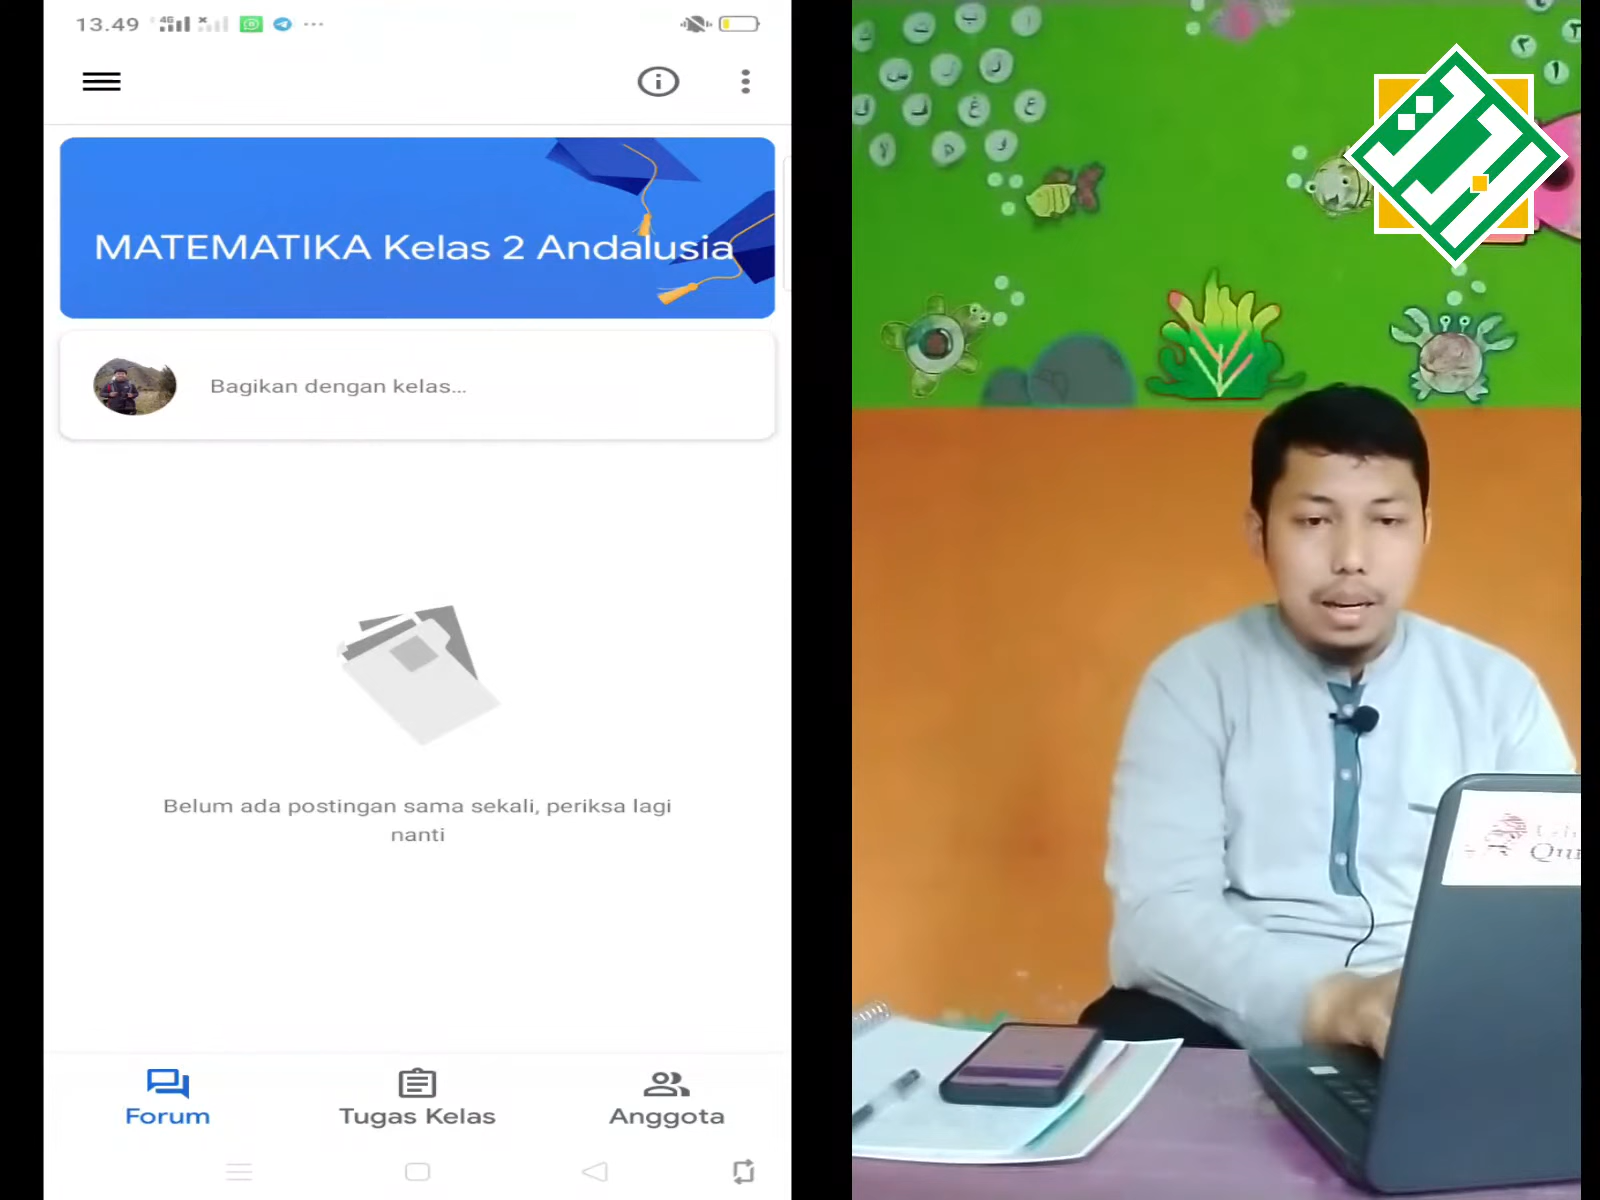 13.49
4G
MATEMATIKA Kelas 2 Andalusia
Bagikan dengan kelas...
Belum ada postingan sama sekali, periksa lagi
nanti
Forum
Tugas Kelas
Anggota